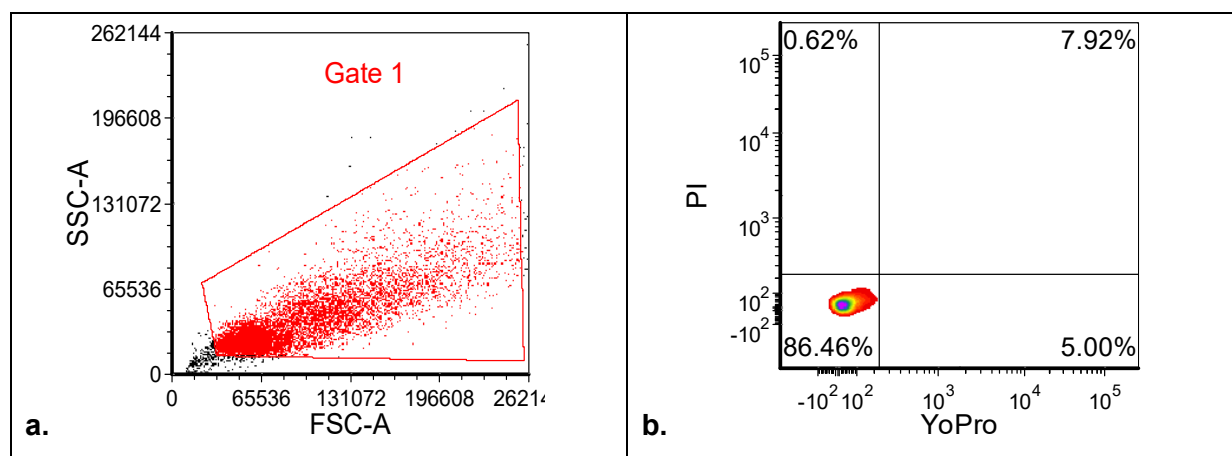 262144
196608
131072
65536
0
SSC-A
Gate 1
0 65536 131072 196608 26214
FSC-A
a.
0.62% 7.92%
10^5
10^4
10^3
10^2
-10^2
PI
86.46% 5.00%
-10^2 10^2 10^3 10^4 10^5
YoPro
b.